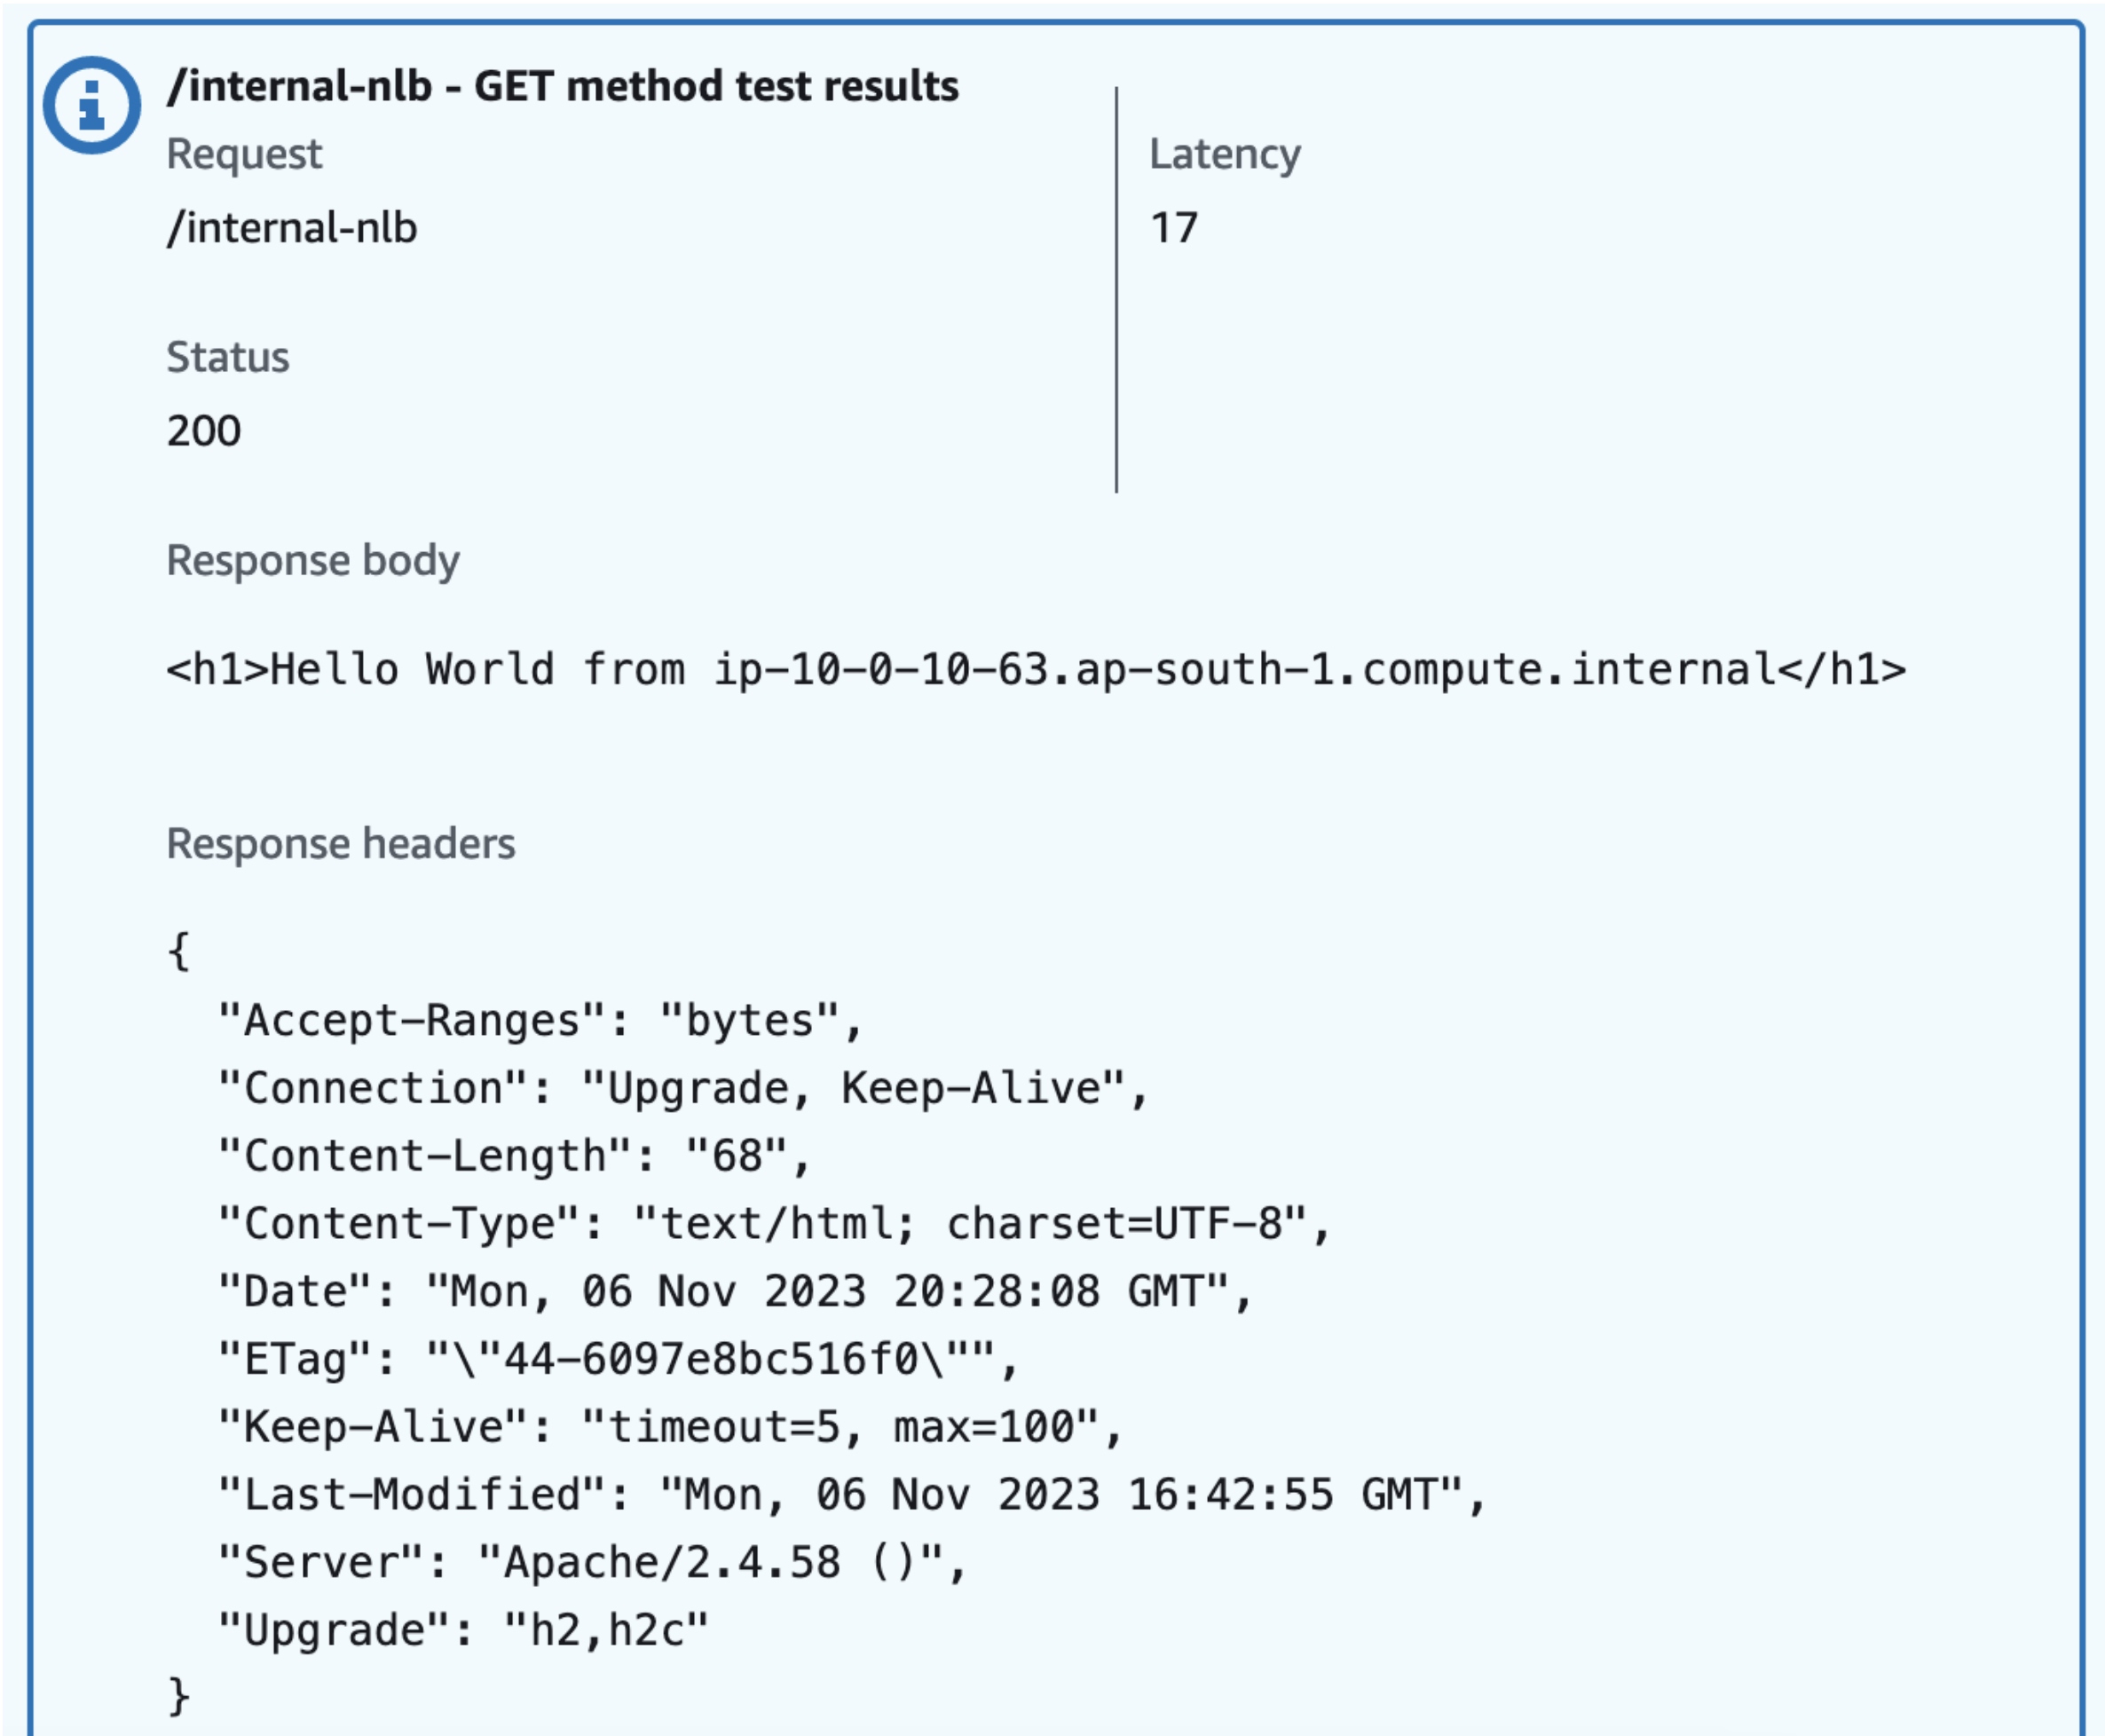 /internal-nlb - GET method test results
Request
/internal-nlb
Latency
17
Status
200
Response body
<h1>Hello World from ip-10-0-10-63.ap-south-1.compute.internal</h1>
Response headers
{
  "Accept-Ranges": "bytes",
  "Connection": "Upgrade, Keep-Alive",
  "Content-Length": "68",
  "Content-Type": "text/html; charset=UTF-8",
  "Date": "Mon, 06 Nov 2023 20:28:08 GMT",
  "ETag": "\"44-6097e8bc516f0\"",
  "Keep-Alive": "timeout=5, max=100",
  "Last-Modified": "Mon, 06 Nov 2023 16:42:55 GMT",
  "Server": "Apache/2.4.58 ()",
  "Upgrade": "h2,h2c"
}